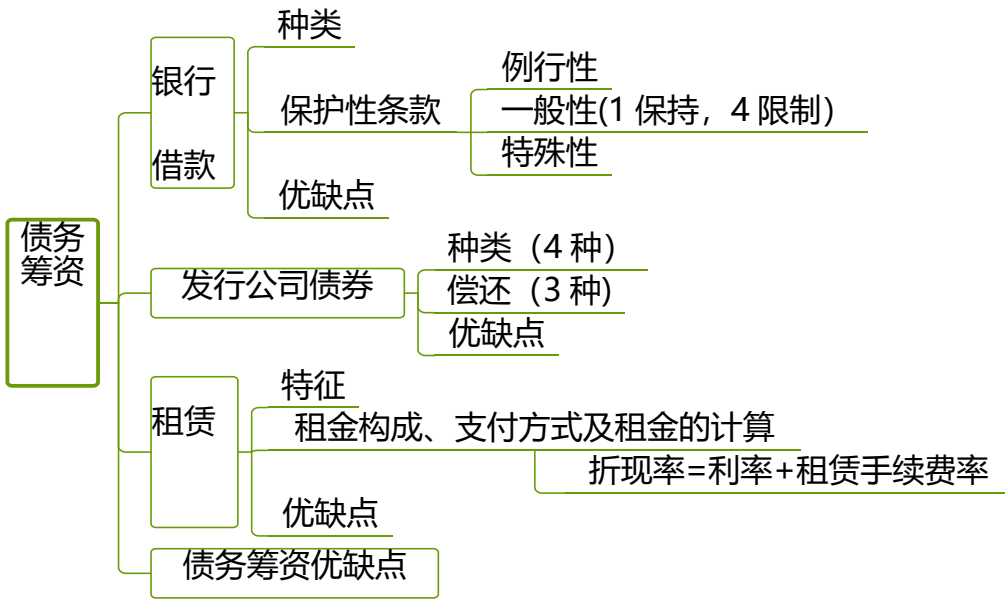 债务
筹资
银行
借款
种类
保护性条款
例行性
一般性(1 保持，4 限制）
特殊性
优缺点
发行公司债券
种类（4 种）
偿还（3 种)
优缺点
租赁
特征
租金构成、支付方式及租金的计算
折现率=利率+租赁手续费率
优缺点
债务筹资优缺点